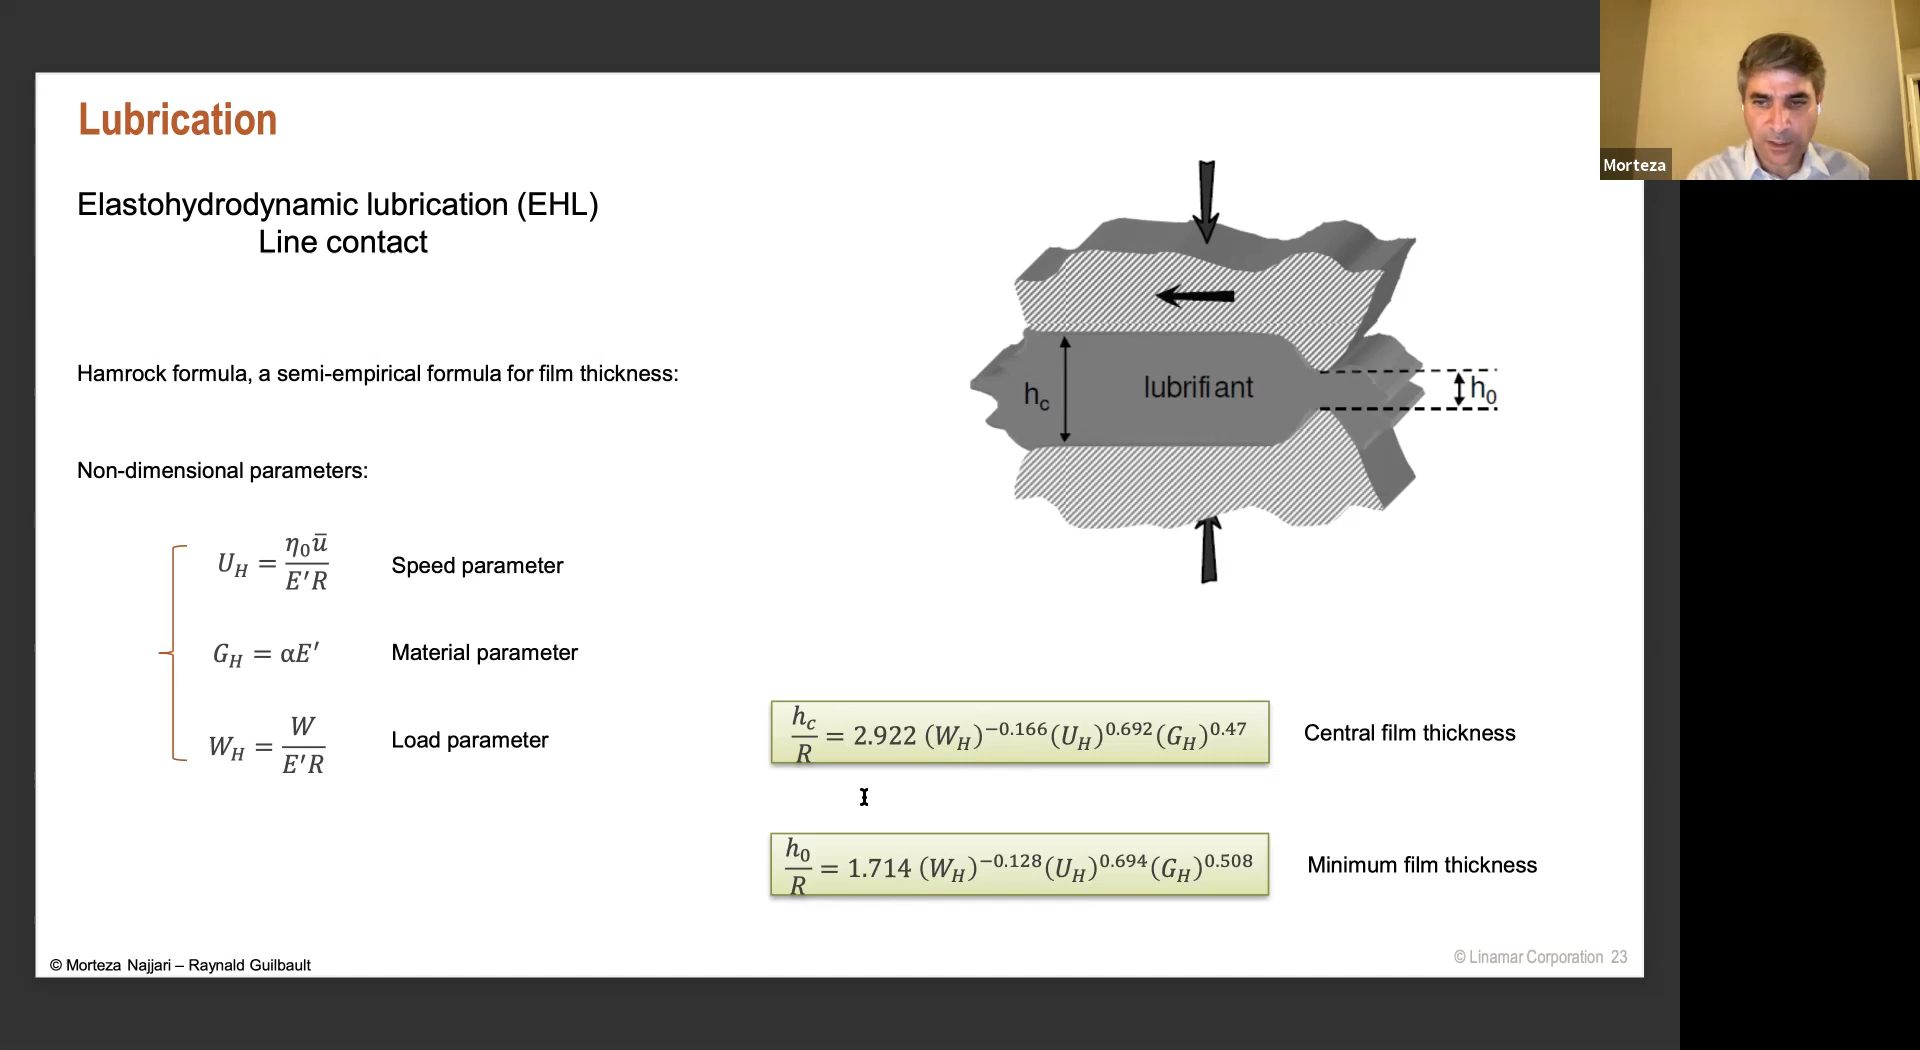 Lubrication
Morteza
Elastohydrodynamic lubrication (EHL)
Line contact
Hamrock formula, a semi-empirical formula for film thickness:
h_c
lubrifiant
h_0
Non-dimensional parameters:
U_H = η_0 ū / E′R
Speed parameter
G_H = αE′
Material parameter
W_H = W / E′R
Load parameter
h_c / R = 2.922 (W_H)^−0.166 (U_H)^0.692 (G_H)^0.47
Central film thickness
h_0 / R = 1.714 (W_H)^−0.128 (U_H)^0.694 (G_H)^0.508
Minimum film thickness
© Morteza Najjari – Raynald Guilbault
© Linamar Corporation 23